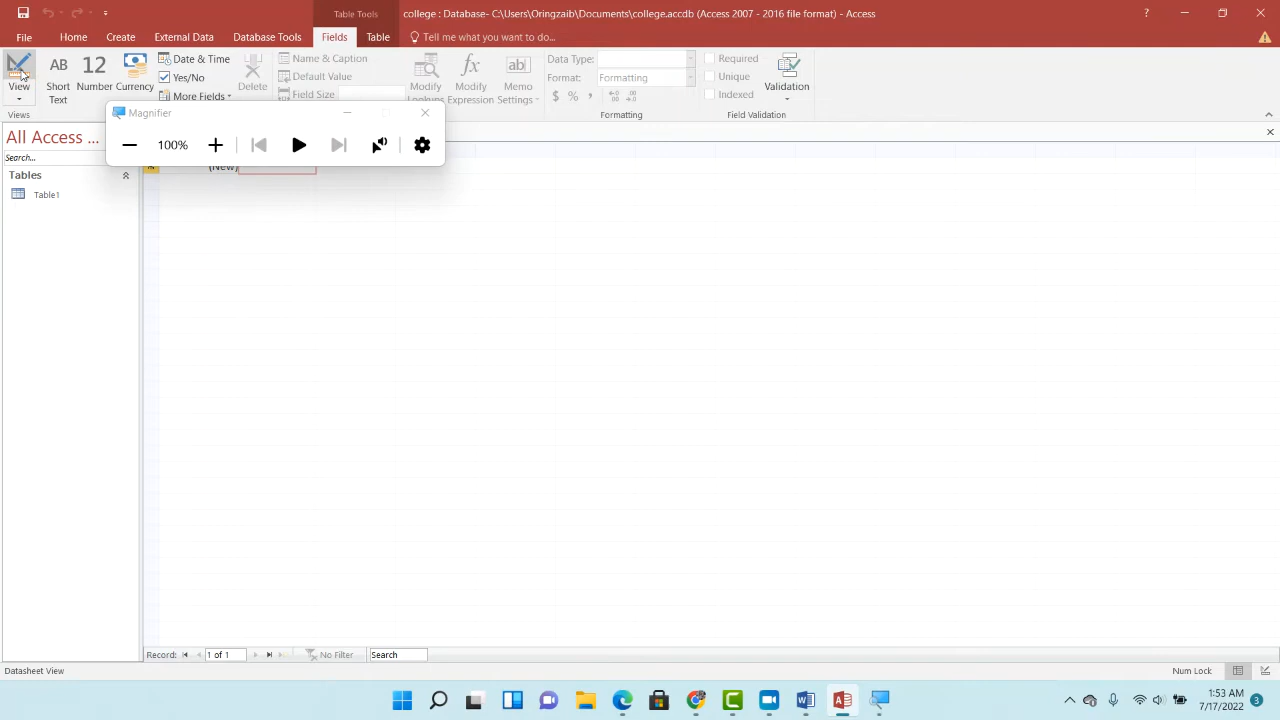 Table Tools
college : Database- C:\Users\Oringzaib\Documents\college.accdb (Access 2007 - 2016 file format) - Access
File Home Create External Data Database Tools Fields Table Tell me what you want to do...
View
Views
AB
Short
Text
12
Number
Currency
Date & Time
Yes/No
More Fields
Delete
Name & Caption
Default Value
Field Size
Modify
Lookups
fx
Modify
Expression
ab
Memo
Settings
Data Type:
Format: Formatting
$ % ,
Formatting
Required
Unique
Indexed
Validation
Field Validation
Magnifier
100%
All Access ...
Search...
Tables
Table1
(New)
Record: 1 of 1 No Filter Search
Datasheet View
Num Lock
1:53 AM
7/17/2022
3